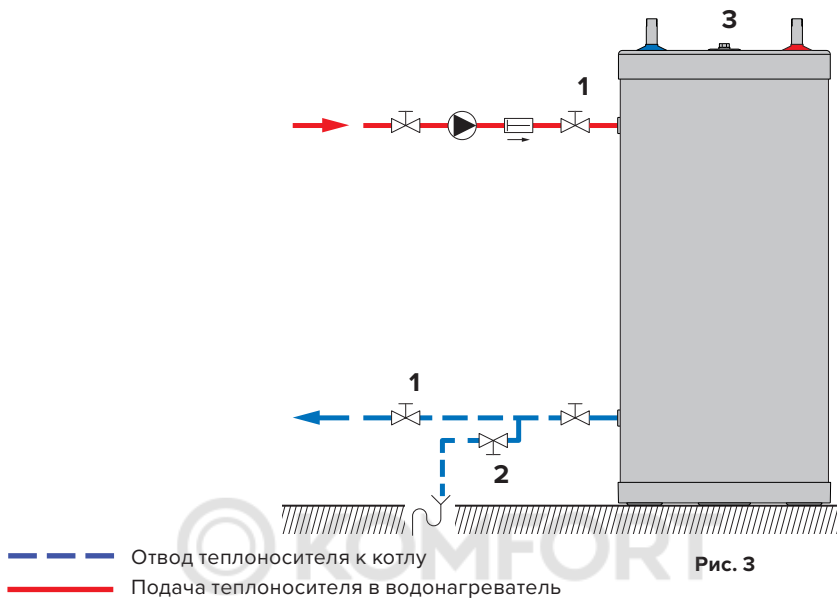 3
1
1
2
KOMFORT
Отвод теплоносителя к котлу
Рис. 3
Подача теплоносителя в водонагреватель